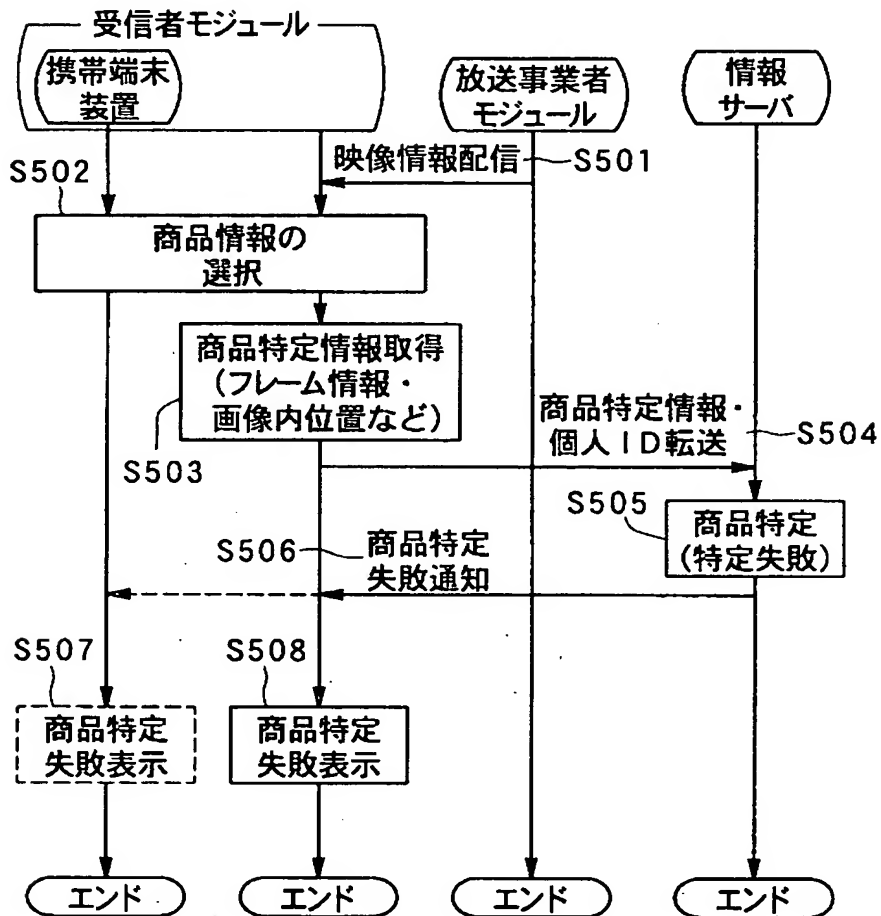 受信者モジュール
携帯端末
装置
放送事業者
モジュール
情報
サーバ
映像情報配信
S501
S502
商品情報の
選択
商品特定情報取得
(フレーム情報・
画像内位置など)
S503
商品特定情報・
個人ID転送
S504
S505
商品特定
(特定失敗)
S506
商品特定
失敗通知
S507
S508
商品特定
失敗表示
商品特定
失敗表示
エンド
エンド
エンド
エンド